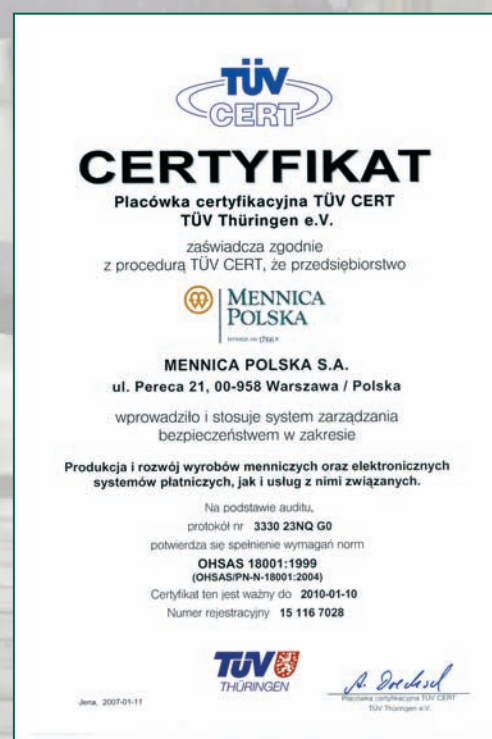 TÜV
CERT
CERTYFIKAT
Placówka certyfikacyjna TÜV CERT
TÜV Thüringen e.V.
zaświadcza zgodnie
z procedurą TÜV CERT, że przedsiębiorstwo
MENNICA
POLSKA
ISTNIEJE OD 1766 R.
MENNICA POLSKA S.A.
ul. Pereca 21, 00-958 Warszawa / Polska
wprowadziło i stosuje system zarządzania
bezpieczeństwem w zakresie
Produkcja i rozwój wyrobów menniczych oraz elektronicznych
systemów płatniczych, jak i usług z nimi związanych.
Na podstawie auditu,
protokół nr 3330 23NQ G0
potwierdza się spełnienie wymagań norm
OHSAS 18001:1999
(OHSAS/PN-N-18001:2004)
Certyfikat ten jest ważny do 2010-01-10
Numer rejestracyjny 15 116 7028
TÜV
THÜRINGEN
Jena, 2007-01-11
A. Drechsel
Placówka certyfikacyjna TÜV CERT
TÜV Thüringen e.V.